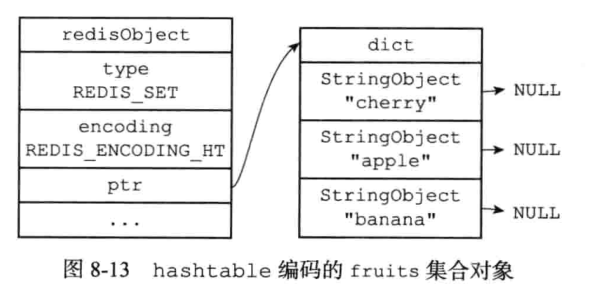 redisObject
type
REDIS_SET
encoding
REDIS_ENCODING_HT
ptr
...
dict
StringObject
"cherry"
NULL
StringObject
"apple"
NULL
StringObject
"banana"
NULL
图 8-13 hashtable 编码的 fruits 集合对象